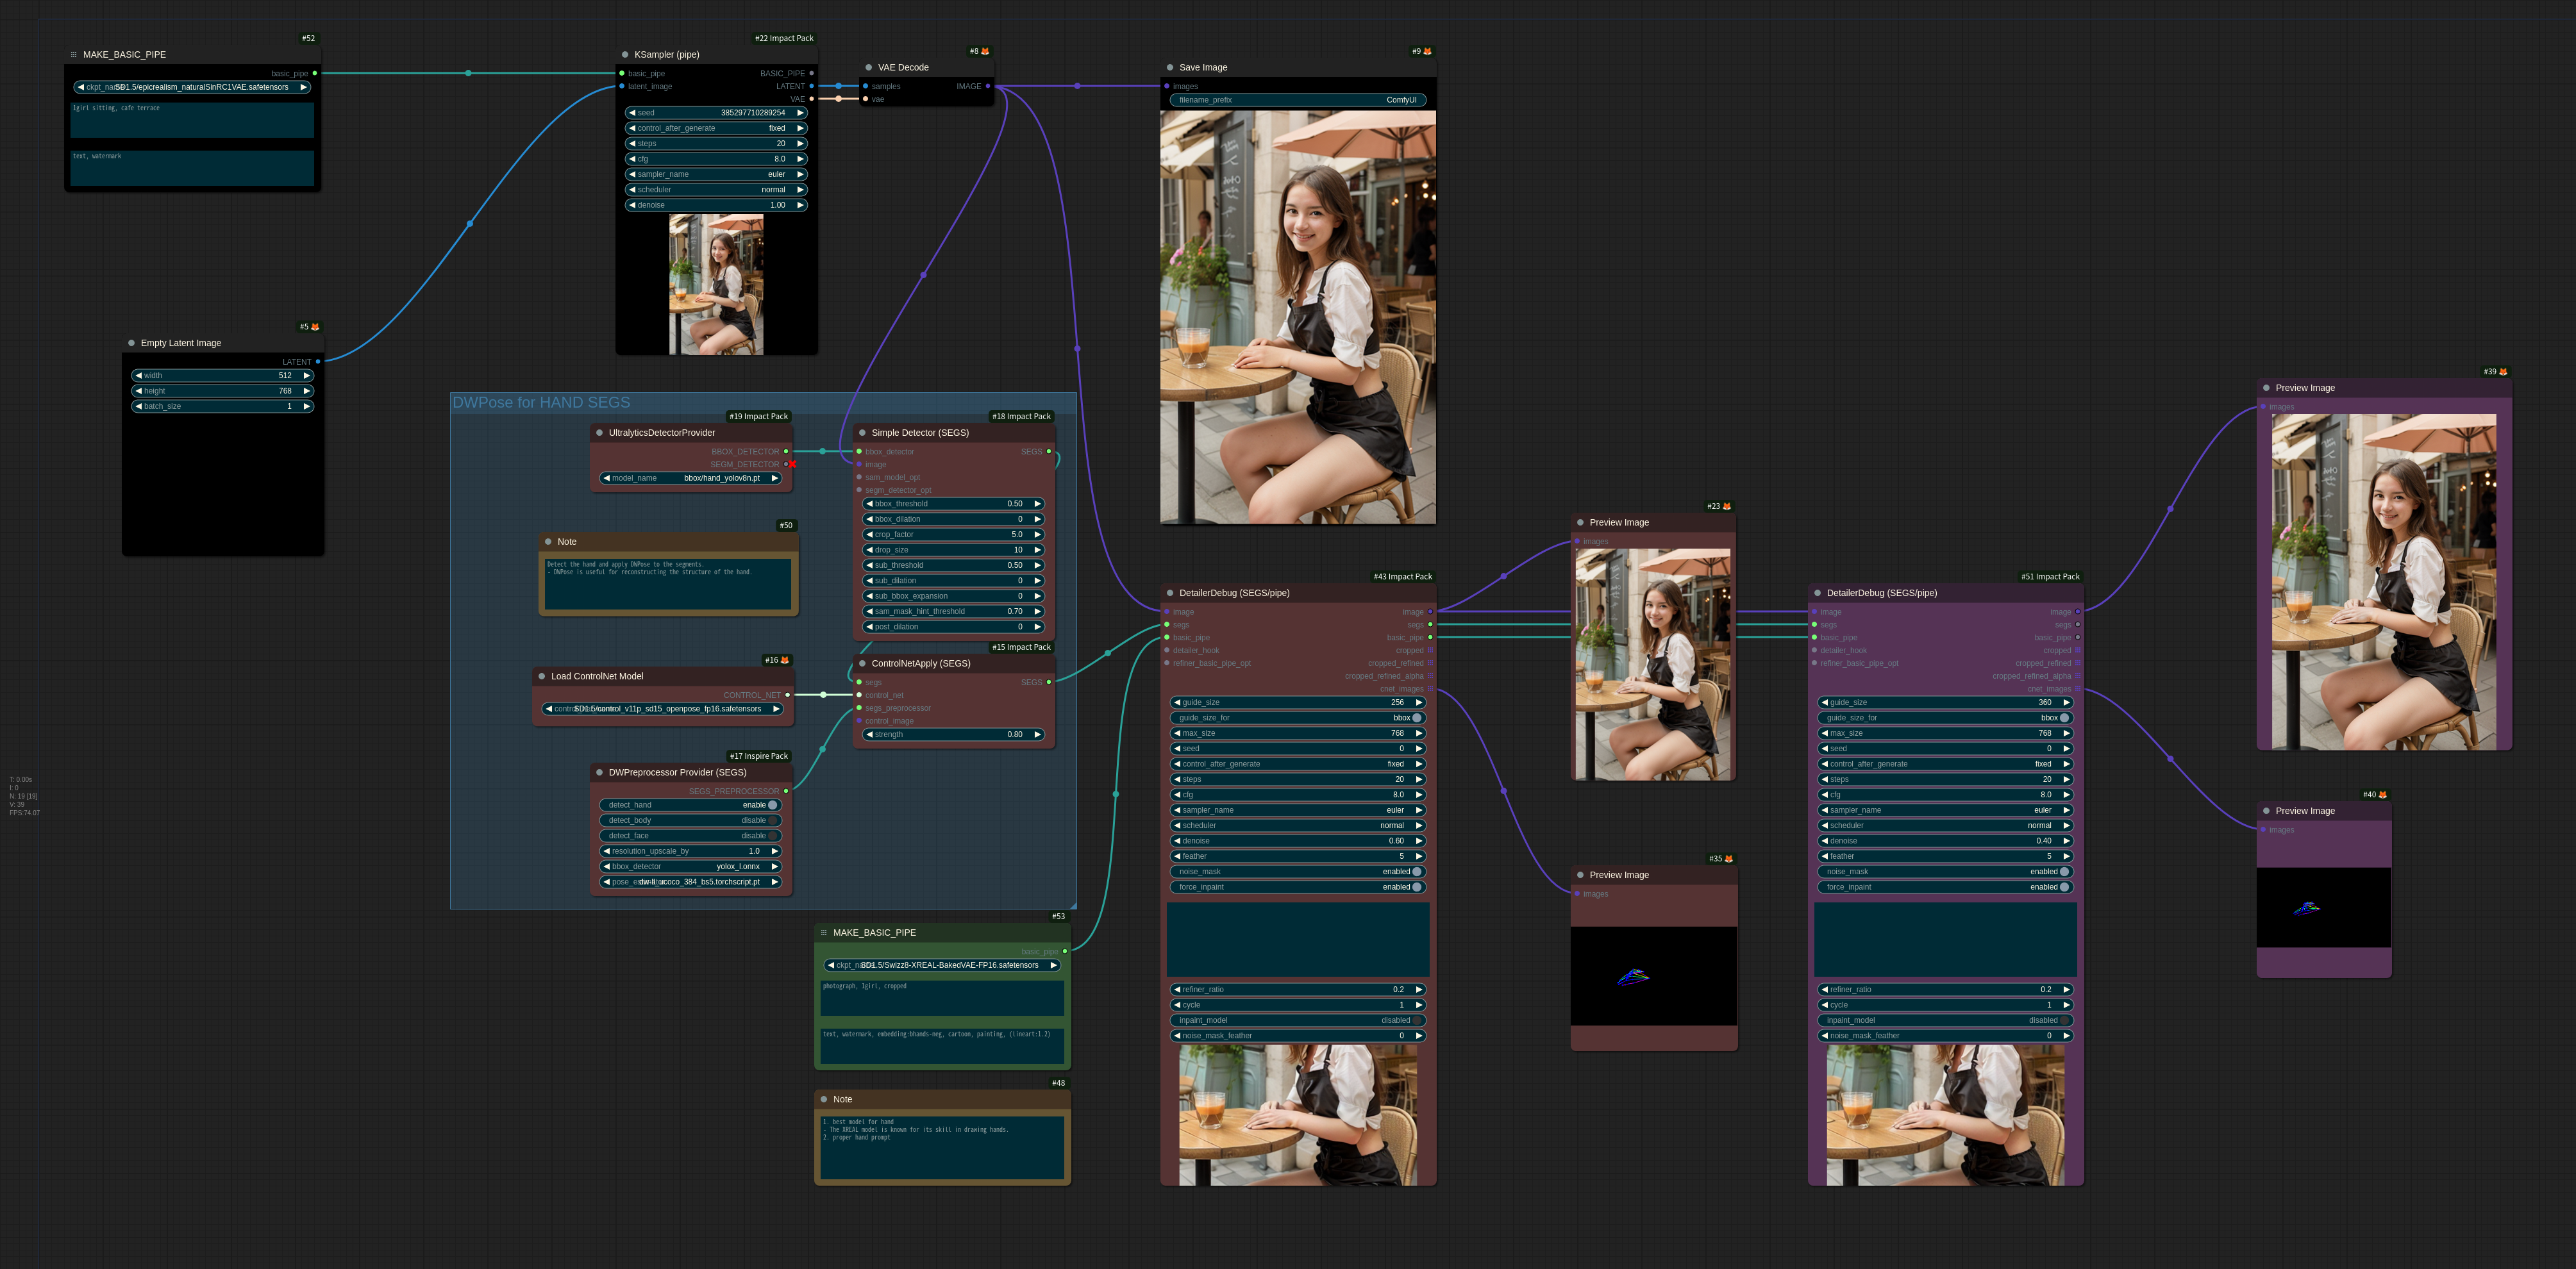 #52
MAKE_BASIC_PIPE
basic_pipe
SD1.5/epicrealism_naturalSinRC1VAE.safetensors
1girl sitting, cafe terrace
text, watermark
#5
Empty Latent Image
LATENT
width 512
height 768
batch_size 1
#22 Impact Pack
KSampler (pipe)
basic_pipe BASIC_PIPE
latent_image LATENT
VAE
seed 385297710289254
control_after_generate fixed
steps 20
cfg 8.0
sampler_name euler
scheduler normal
denoise 1.00
#8
VAE Decode
samples IMAGE
vae
#9
Save Image
images
filename_prefix ComfyUI
DWPose for HAND SEGS
#19 Impact Pack
UltralyticsDetectorProvider
BBOX_DETECTOR
SEGM_DETECTOR
model_name bbox/hand_yolov8n.pt
#18 Impact Pack
Simple Detector (SEGS)
bbox_detector SEGS
image
sam_model_opt
segm_detector_opt
bbox_threshold 0.50
bbox_dilation 0
crop_factor 5.0
drop_size 10
sub_threshold 0.50
sub_dilation 0
sub_bbox_expansion 0
sam_mask_hint_threshold 0.70
post_dilation 0
#50
Note
Detect the hand and apply DWPose to the segments.
- DWPose is useful for reconstructing the structure of the hand.
#16
Load ControlNet Model
CONTROL_NET
SD1.5/control_v11p_sd15_openpose_fp16.safetensors
#15 Impact Pack
ControlNetApply (SEGS)
segs SEGS
control_net
segs_preprocessor
control_image
strength 0.80
#17 Inspire Pack
DWPreprocessor Provider (SEGS)
SEGS_PREPROCESSOR
detect_hand enable
detect_body disable
detect_face disable
resolution_upscale_by 1.0
bbox_detector yolox_l.onnx
dw-ll_ucoco_384_bs5.torchscript.pt
T: 0.00s
I: 0
N: 19 [19]
V: 39
FPS:74.07
#53
MAKE_BASIC_PIPE
basic_pipe
SD1.5/Swizz8-XREAL-BakedVAE-FP16.safetensors
photograph, 1girl, cropped
text, watermark, embedding:bhands-neg, cartoon, painting, (lineart:1.2)
#48
Note
1. best model for hand
- The XREAL model is known for its skill in drawing hands.
2. proper hand prompt
#43 Impact Pack
DetailerDebug (SEGS/pipe)
image image
segs segs
basic_pipe basic_pipe
detailer_hook cropped
refiner_basic_pipe_opt cropped_refined
cropped_refined_alpha
cnet_images
guide_size 256
guide_size_for bbox
max_size 768
seed 0
control_after_generate fixed
steps 20
cfg 8.0
sampler_name euler
scheduler normal
denoise 0.60
feather 5
noise_mask enabled
force_inpaint enabled
refiner_ratio 0.2
cycle 1
inpaint_model disabled
noise_mask_feather 0
#23
Preview Image
images
#35
Preview Image
images
#51 Impact Pack
DetailerDebug (SEGS/pipe)
image image
segs segs
basic_pipe basic_pipe
detailer_hook cropped
refiner_basic_pipe_opt cropped_refined
cropped_refined_alpha
cnet_images
guide_size 360
guide_size_for bbox
max_size 768
seed 0
control_after_generate fixed
steps 20
cfg 8.0
sampler_name euler
scheduler normal
denoise 0.40
feather 5
noise_mask enabled
force_inpaint enabled
refiner_ratio 0.2
cycle 1
inpaint_model disabled
noise_mask_feather 0
#39
Preview Image
images
#40
Preview Image
images